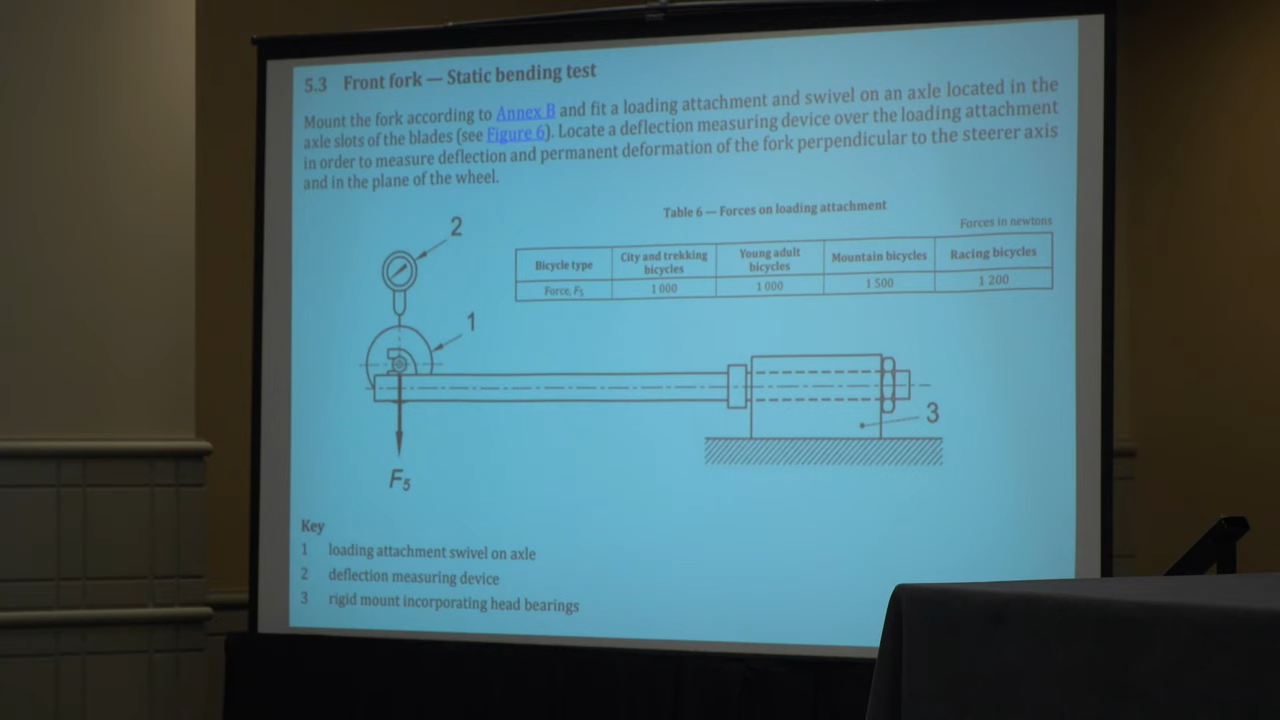 5.3 Front fork — Static bending test
Mount the fork according to Annex B and fit a loading attachment and swivel on an axle located in the
axle slots of the blades (see Figure 6). Locate a deflection measuring device over the loading attachment
in order to measure deflection and permanent deformation of the fork perpendicular to the steerer axis
and in the plane of the wheel.
Table 6 — Forces on loading attachment
Forces in newtons
Bicycle type City and trekking bicycles Young adult bicycles Mountain bicycles Racing bicycles
Force, F5 1 000 1 000 1 500 1 200
2
1
3
F5
Key
1 loading attachment swivel on axle
2 deflection measuring device
3 rigid mount incorporating head bearings